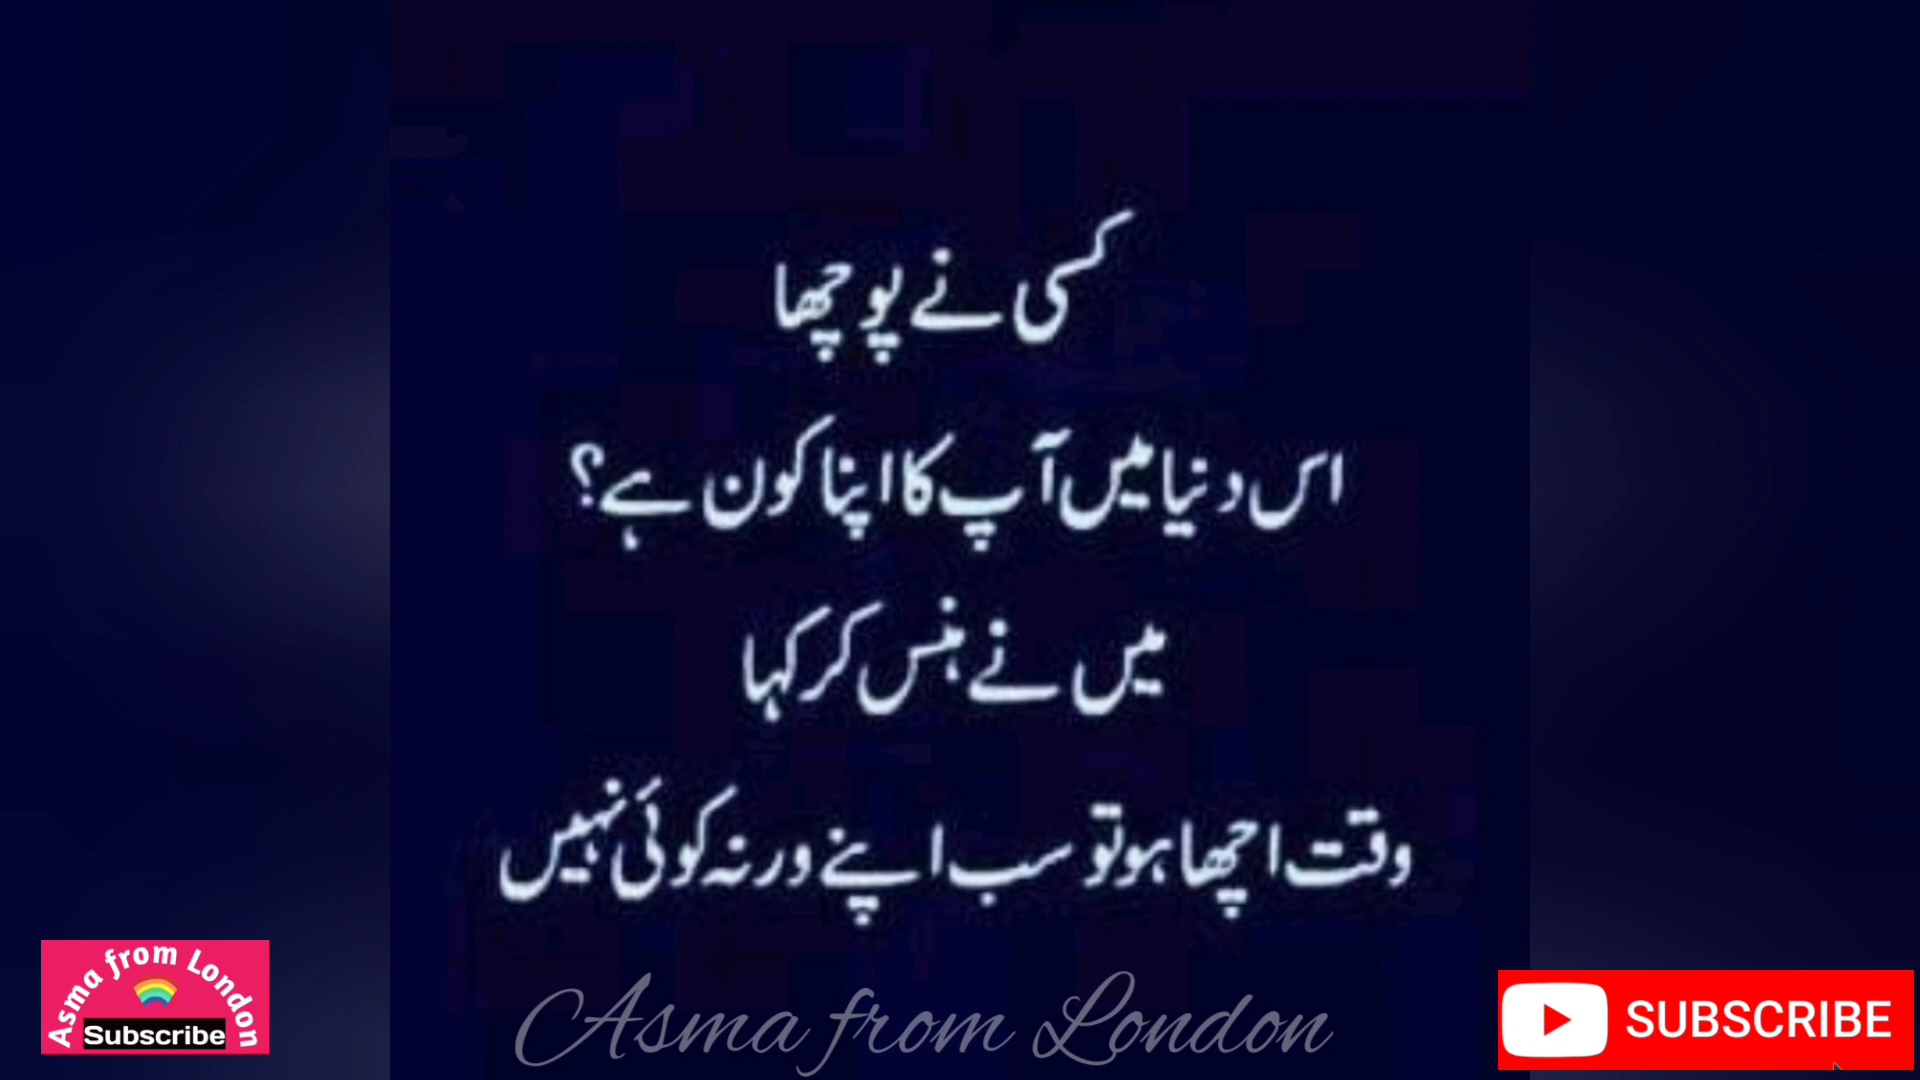 کسی نے پوچھا
اس دنیا میں آپ کا اپنا کون ہے؟
میں نے ہنس کر کہا
وقت اچھا ہو تو سب اپنے ورنہ کوئی نہیں
Asma from London
Subscribe
Asma from London
SUBSCRIBE